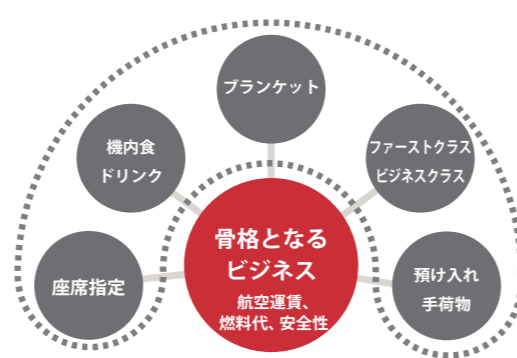 ブランケット
機内食
ドリンク
ファーストクラス
ビジネスクラス
骨格となる
ビジネス
航空運賃、
燃料代、安全性
座席指定
預け入れ
手荷物